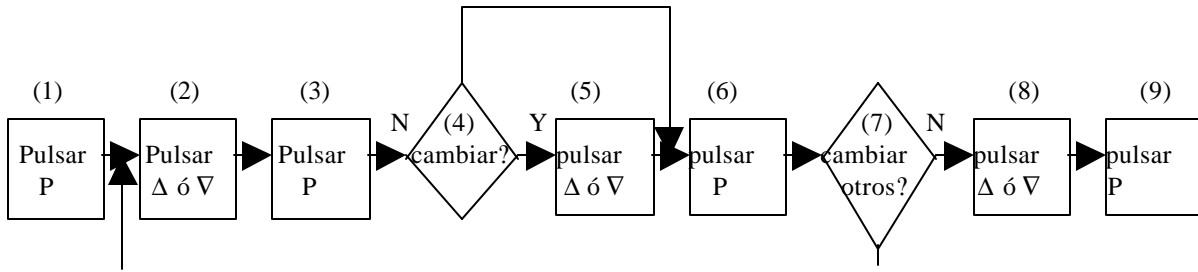 (1)
Pulsar
P
(2)
Pulsar
Δ ó ∇
(3)
Pulsar
P
N
(4)
cambiar?
Y
(5)
pulsar
Δ ó ∇
(6)
pulsar
P
(7)
cambiar
otros?
N
(8)
pulsar
Δ ó ∇
(9)
pulsar
P